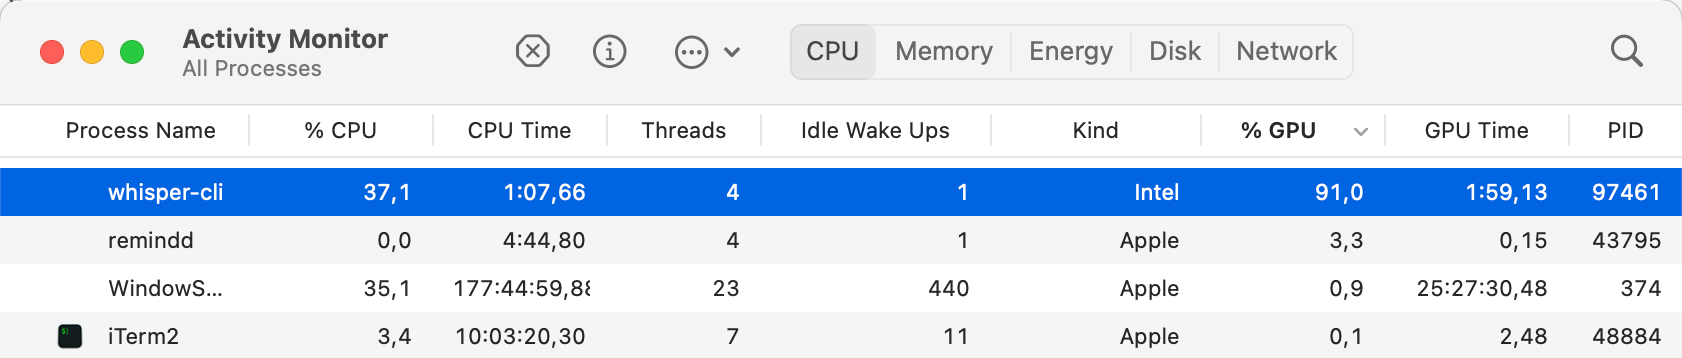 Activity Monitor
All Processes
CPU Memory Energy Disk Network
Process Name % CPU CPU Time Threads Idle Wake Ups Kind % GPU GPU Time PID
whisper-cli 37,1 1:07,66 4 1 Intel 91,0 1:59,13 97461
remindd 0,0 4:44,80 4 1 Apple 3,3 0,15 43795
WindowS... 35,1 177:44:59,88 23 440 Apple 0,9 25:27:30,48 374
iTerm2 3,4 10:03:20,30 7 11 Apple 0,1 2,48 48884